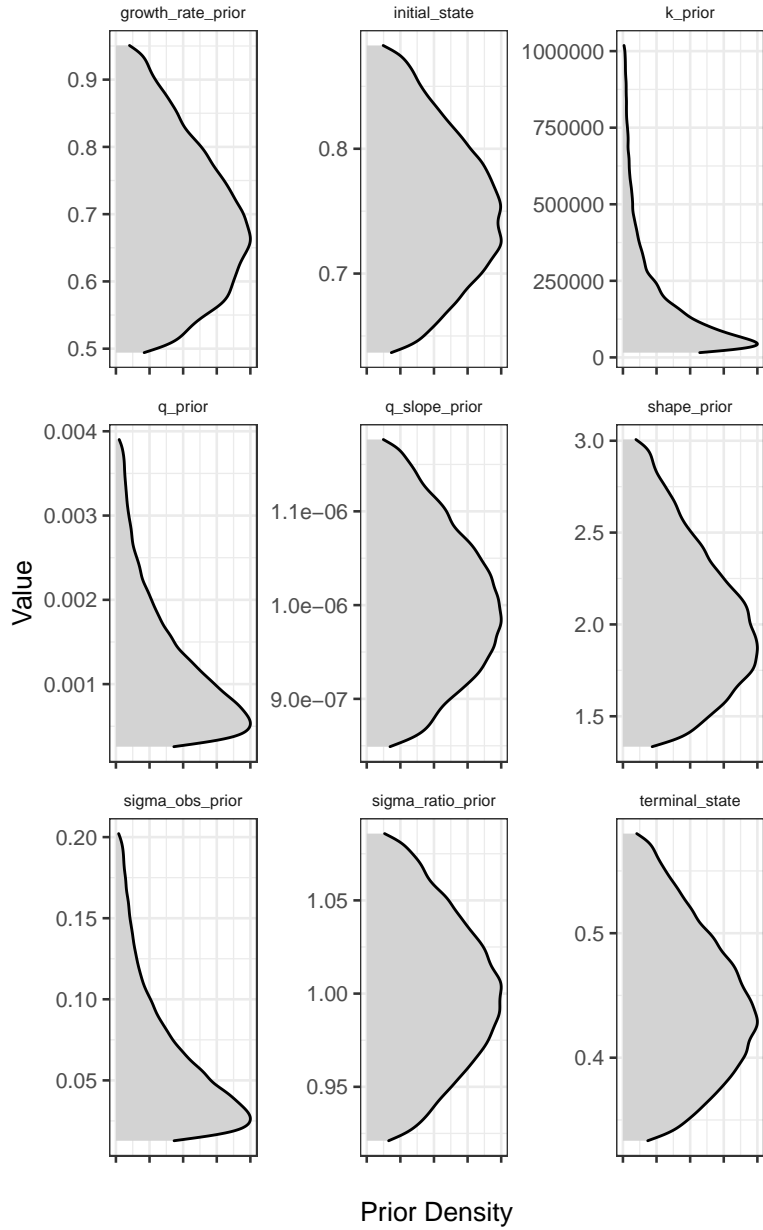 growth_rate_prior
initial_state
k_prior
0.9
0.8
0.7
0.6
0.5
0.8
0.7
1000000
750000
500000
250000
0
q_prior
q_slope_prior
shape_prior
0.004
0.003
0.002
0.001
1.1e−06
1.0e−06
9.0e−07
3.0
2.5
2.0
1.5
Value
sigma_obs_prior
sigma_ratio_prior
terminal_state
0.20
0.15
0.10
0.05
1.05
1.00
0.95
0.5
0.4
Prior Density